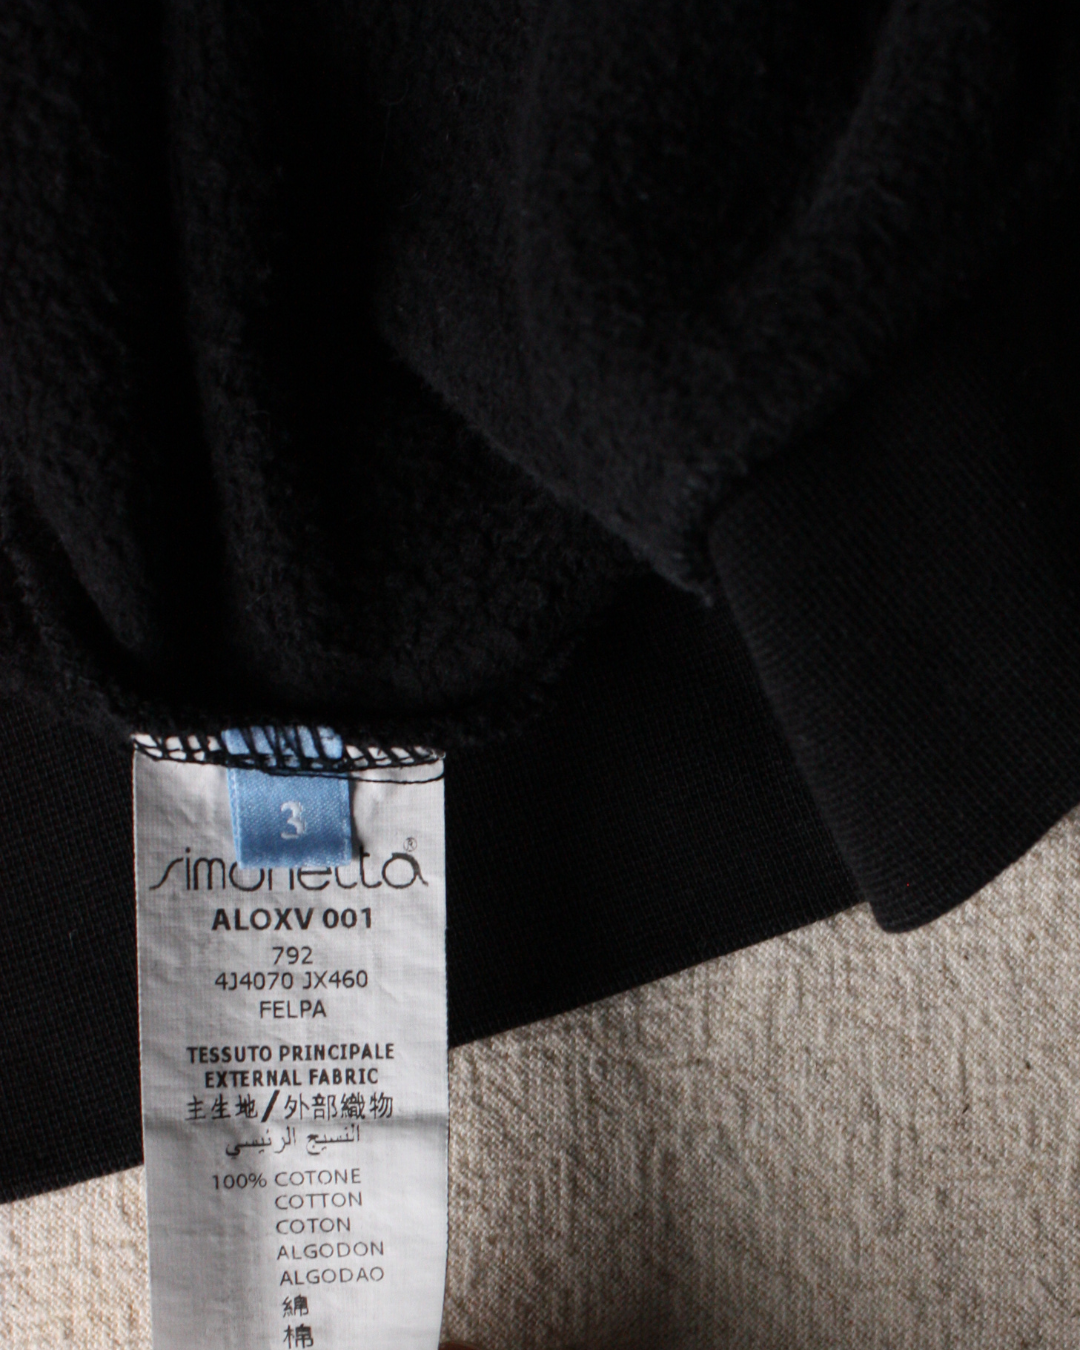 3
simonetta®
ALOXV 001
792
4J4070 JX460
FELPA
TESSUTO PRINCIPALE
EXTERNAL FABRIC
主生地/外部織物
النسيج الرئيسي
100% COTONE
COTTON
COTON
ALGODON
ALGODAO
綿
棉